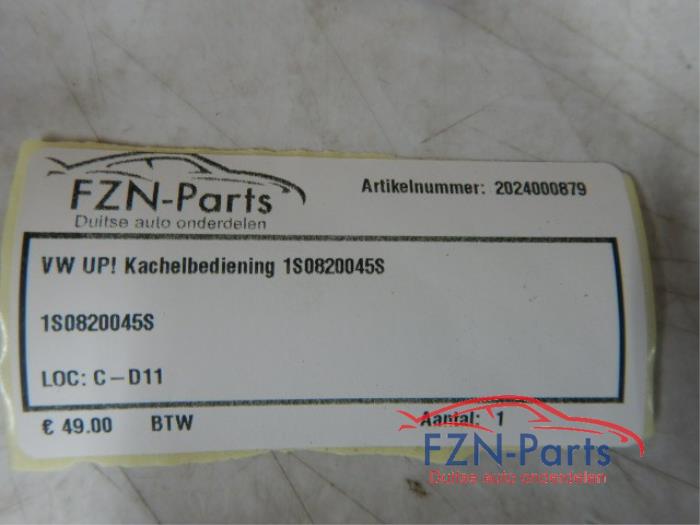 FZN-Parts
Duitse auto onderdelen
Artikelnummer: 2024000879
VW UP! Kachelbediening 1S0820045S
1S0820045S
LOC: C-D11
€ 49.00 BTW Aantal: 1
FZN-Parts
Duitse auto onderdelen